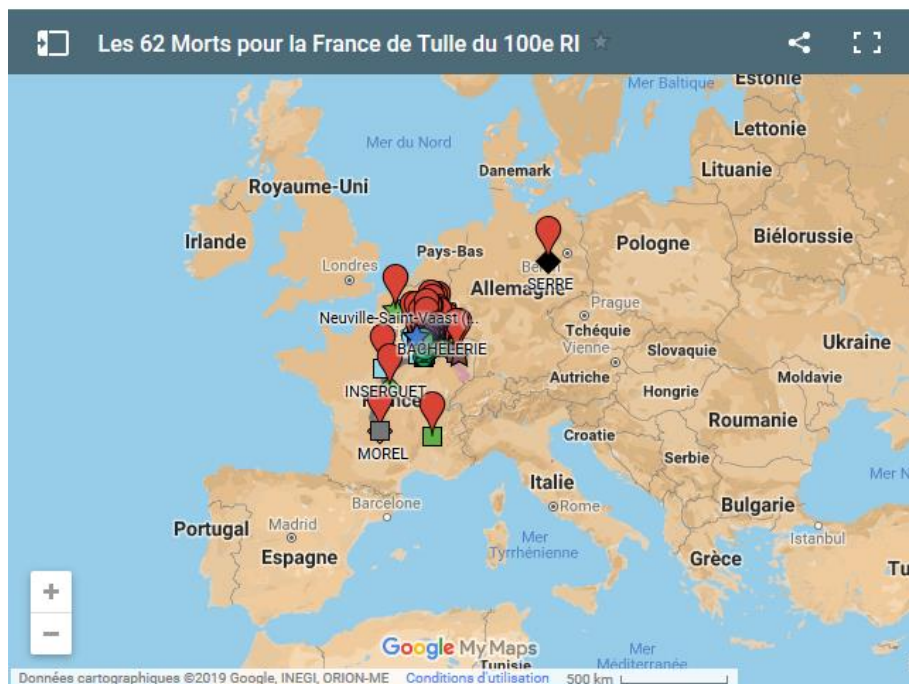 Les 62 Morts pour la France de Tulle du 100e RI
Mer Baltique
Estonie
Lettonie
Mer du Nord
Danemark
Lituanie
Royaume-Uni
Irlande
Pays-Bas
Pologne
Biélorussie
Londres
Allemagne
SERRE
Prague
Neuville-Saint-Vaast (...
Tchéquie
BACHELERIE
Vienne
Slovaquie
Ukraine
Autriche
Moldavie
Hongrie
INSERGUET
France
Roumanie
Croatie
MOREL
Serbie
Italie
Mer N
Barcelone
Rome
Bulgarie
Portugal
Madrid
Istanbul
Espagne
Mer
Tyrrhénienne
Grèce
Tu
+
−
Google My Maps
Mer
Méditerranée
Tunisie
Données cartographiques ©2019 Google, INEGI, ORION-ME Conditions d'utilisation 500 km